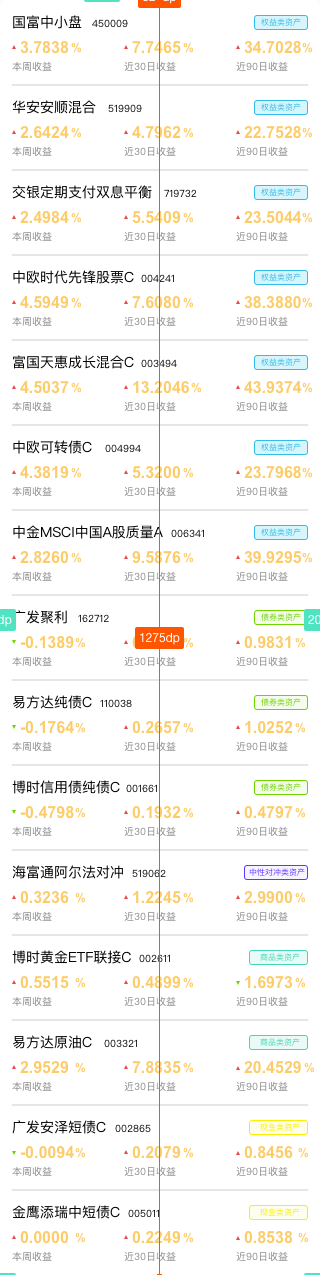 国富中小盘 450009 权益类资产
3.7838% 7.7465% 34.7028%
本周收益 近30日收益 近90日收益
华安安顺混合 519909 权益类资产
2.6424% 4.7962% 22.7528%
本周收益 近30日收益 近90日收益
交银定期支付双息平衡 719732 权益类资产
2.4984% 5.5409% 23.5044%
本周收益 近30日收益 近90日收益
中欧时代先锋股票C 004241 权益类资产
4.5949% 7.6080% 38.3880%
本周收益 近30日收益 近90日收益
富国天惠成长混合C 003494 权益类资产
4.5037% 13.2046% 43.9374%
本周收益 近30日收益 近90日收益
中欧可转债C 004994 权益类资产
4.3819% 5.3200% 23.7968%
本周收益 近30日收益 近90日收益
中金MSCI中国A股质量A 006341 权益类资产
2.8260% 9.5876% 39.9295%
本周收益 近30日收益 近90日收益
dp 广发聚利 162712 债券类资产 20
-0.1389% 1275dp % 0.9831%
本周收益 近30日收益 近90日收益
易方达纯债C 110038 债券类资产
-0.1764% 0.2657% 1.0252%
本周收益 近30日收益 近90日收益
博时信用债纯债C 001661 债券类资产
-0.4798% 0.1932% 0.4797%
本周收益 近30日收益 近90日收益
海富通阿尔法对冲 519062 中性对冲类资产
0.3236 % 1.2245% 2.9900%
本周收益 近30日收益 近90日收益
博时黄金ETF联接C 002611 商品类资产
0.5515 % 0.4899% 1.6973%
本周收益 近30日收益 近90日收益
易方达原油C 003321 商品类资产
2.9529 % 7.8835% 20.4529%
本周收益 近30日收益 近90日收益
广发安泽短债C 002865 现金类资产
-0.0094% 0.2079% 0.8456 %
本周收益 近30日收益 近90日收益
金鹰添瑞中短债C 005011 现金类资产
0.0000 % 0.2249% 0.8538 %
本周收益 近30日收益 近90日收益